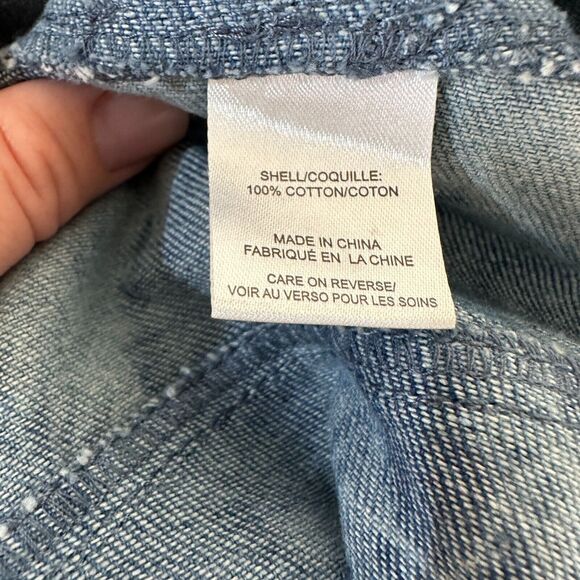 SHELL/COQUILLE:
100% COTTON/COTON
MADE IN CHINA
FABRIQUÉ EN LA CHINE
CARE ON REVERSE/
VOIR AU VERSO POUR LES SOINS